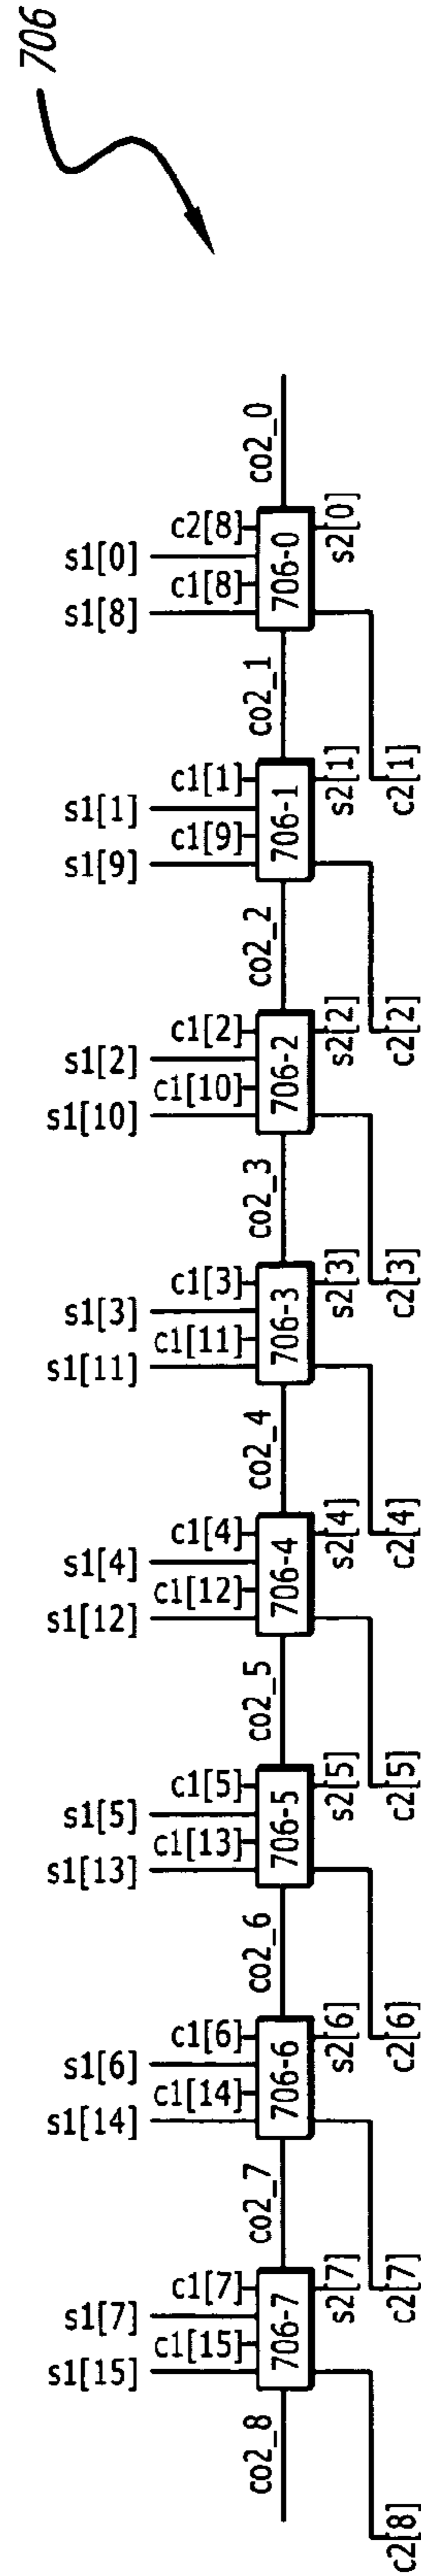 706
s1[15]
c1[15]
s1[7]
c1[7]
co2_8
706-7
co2_7
s2[7]
c2[8]
s1[14]
c1[14]
s1[6]
c1[6]
706-6
co2_6
s2[6]
c2[7]
s1[13]
c1[13]
s1[5]
c1[5]
706-5
co2_5
s2[5]
c2[6]
s1[12]
c1[12]
s1[4]
c1[4]
706-4
co2_4
s2[4]
c2[5]
s1[11]
c1[11]
s1[3]
c1[3]
706-3
co2_3
s2[3]
c2[4]
s1[10]
c1[10]
s1[2]
c1[2]
706-2
co2_2
s2[2]
c2[3]
s1[9]
c1[9]
s1[1]
c1[1]
706-1
co2_1
s2[1]
c2[2]
s1[8]
c1[8]
s1[0]
c2[8]
706-0
co2_0
s2[0]
c2[1]